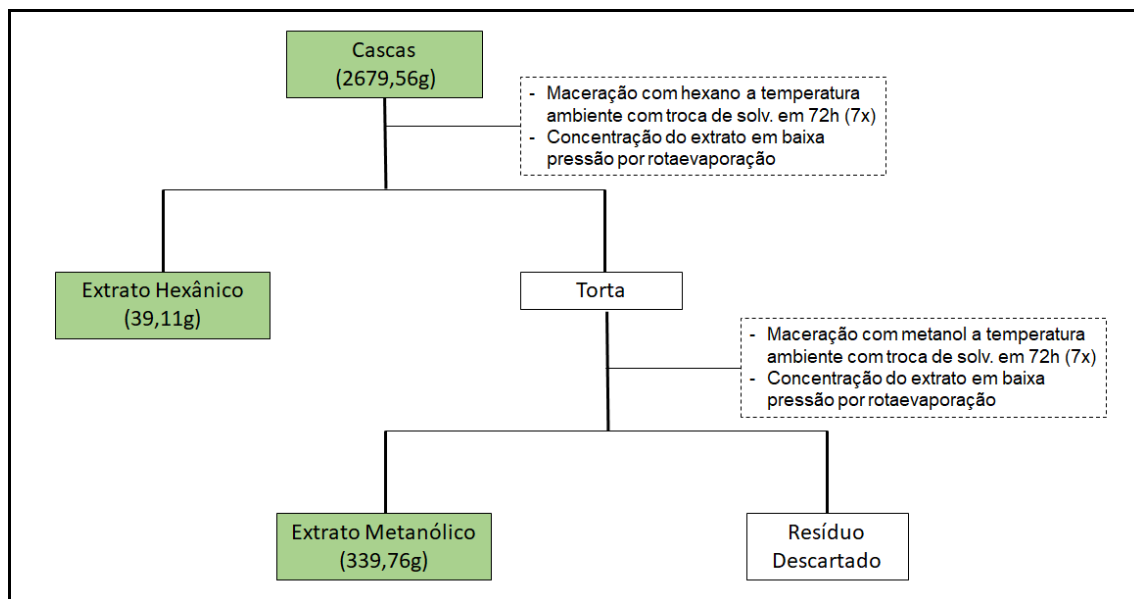 Cascas
(2679,56g)
- Maceração com hexano a temperatura
ambiente com troca de solv. em 72h (7x)
- Concentração do extrato em baixa
pressão por rotaevaporação
Extrato Hexânico
(39,11g)
Torta
- Maceração com metanol a temperatura
ambiente com troca de solv. em 72h (7x)
- Concentração do extrato em baixa
pressão por rotaevaporação
Extrato Metanólico
(339,76g)
Resíduo
Descartado